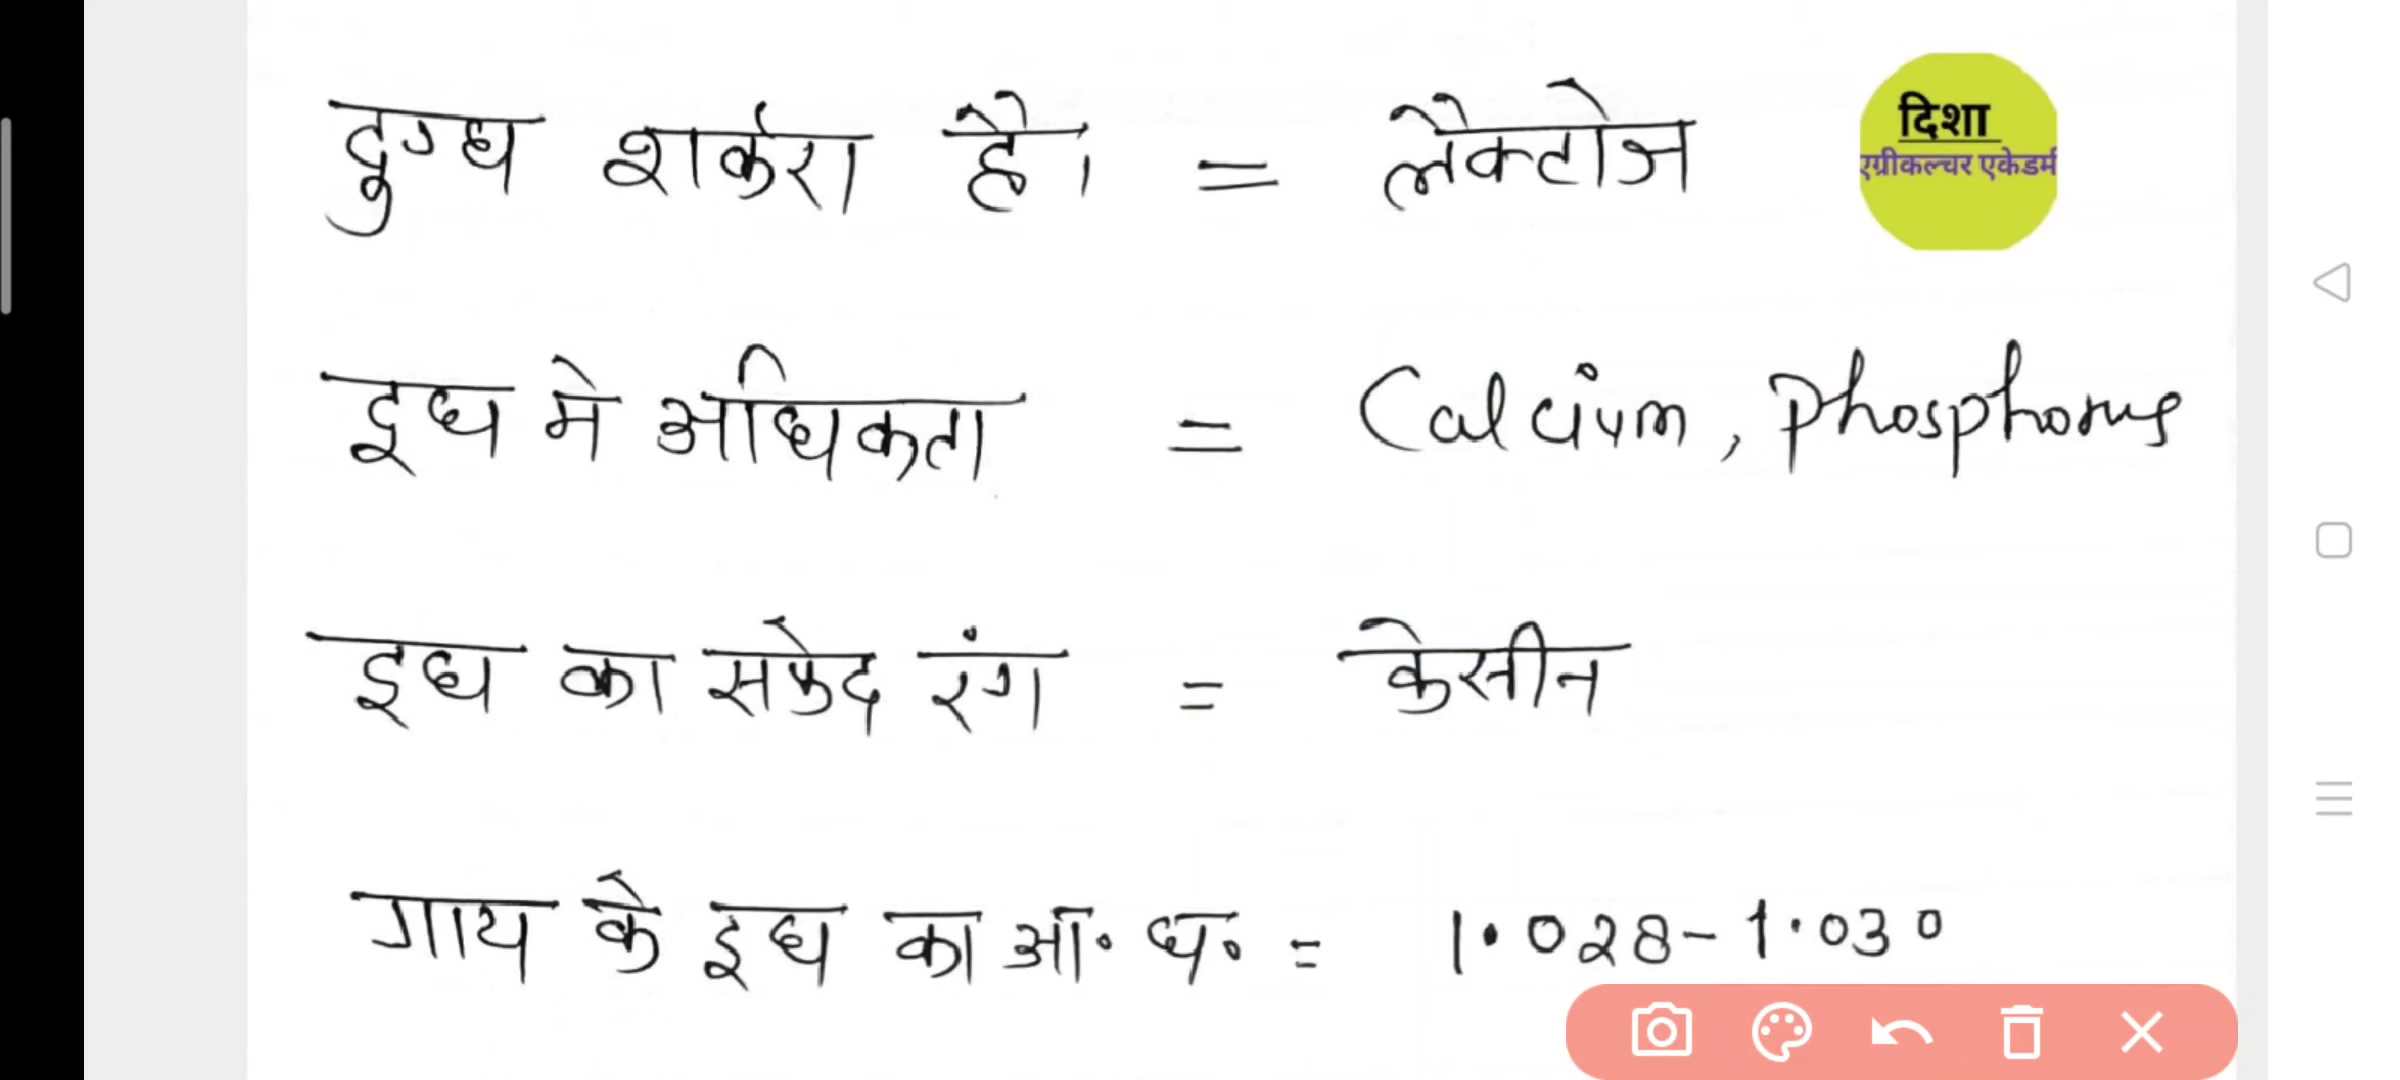 दुग्ध शर्करा है। = लैक्टोज
दिशा
एग्रीकल्चर एकेडमी
दूध मे अधिकता = Calcium, Phosphorus
दूध का सफेद रंग = केसीन
गाय के दूध का आ॰ घ॰ = 1.028-1.030